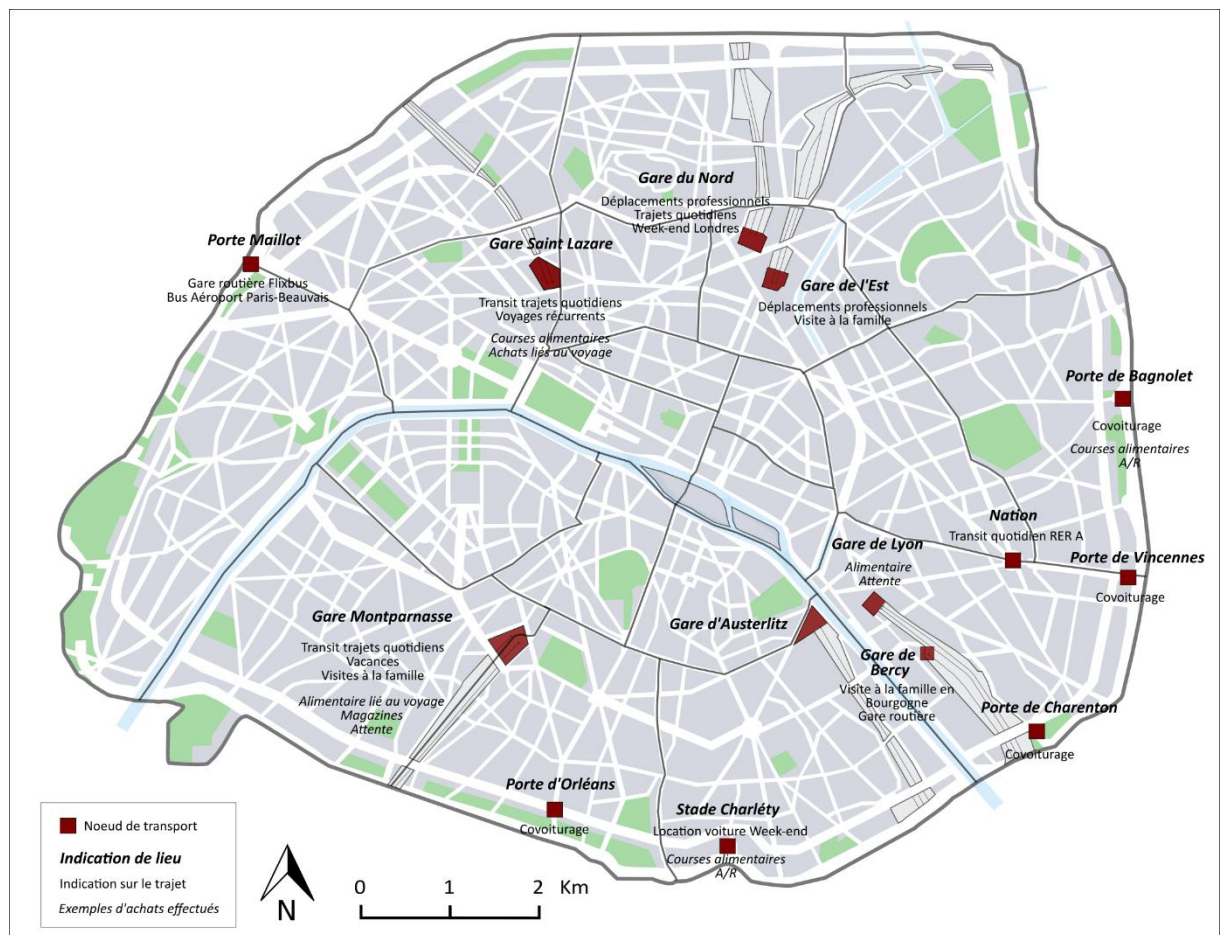 Gare du Nord
Déplacements professionnels
Trajets quotidiens
Week-end Londres
Porte Maillot
Gare routière Flixbus
Bus Aéroport Paris-Beauvais
Gare Saint Lazare
Transit trajets quotidiens
Voyages récurrents
Courses alimentaires
Achats liés au voyage
Gare de l'Est
Déplacements professionnels
Visite à la famille
Porte de Bagnolet
Covoiturage
Courses alimentaires
A/R
Nation
Transit quotidien RER A
Gare de Lyon
Alimentaire
Attente
Porte de Vincennes
Covoiturage
Gare Montparnasse
Transit trajets quotidiens
Vacances
Visites à la famille
Alimentaire lié au voyage
Magazines
Attente
Gare d'Austerlitz
Gare de
Bercy
Visite à la famille en
Bourgogne
Gare routière
Porte de Charenton
Covoiturage
Porte d'Orléans
Covoiturage
Stade Charléty
Location voiture Week-end
Courses alimentaires
A/R
Noeud de transport
Indication de lieu
Indication sur le trajet
Exemples d'achats effectués
N
0 1 2 Km